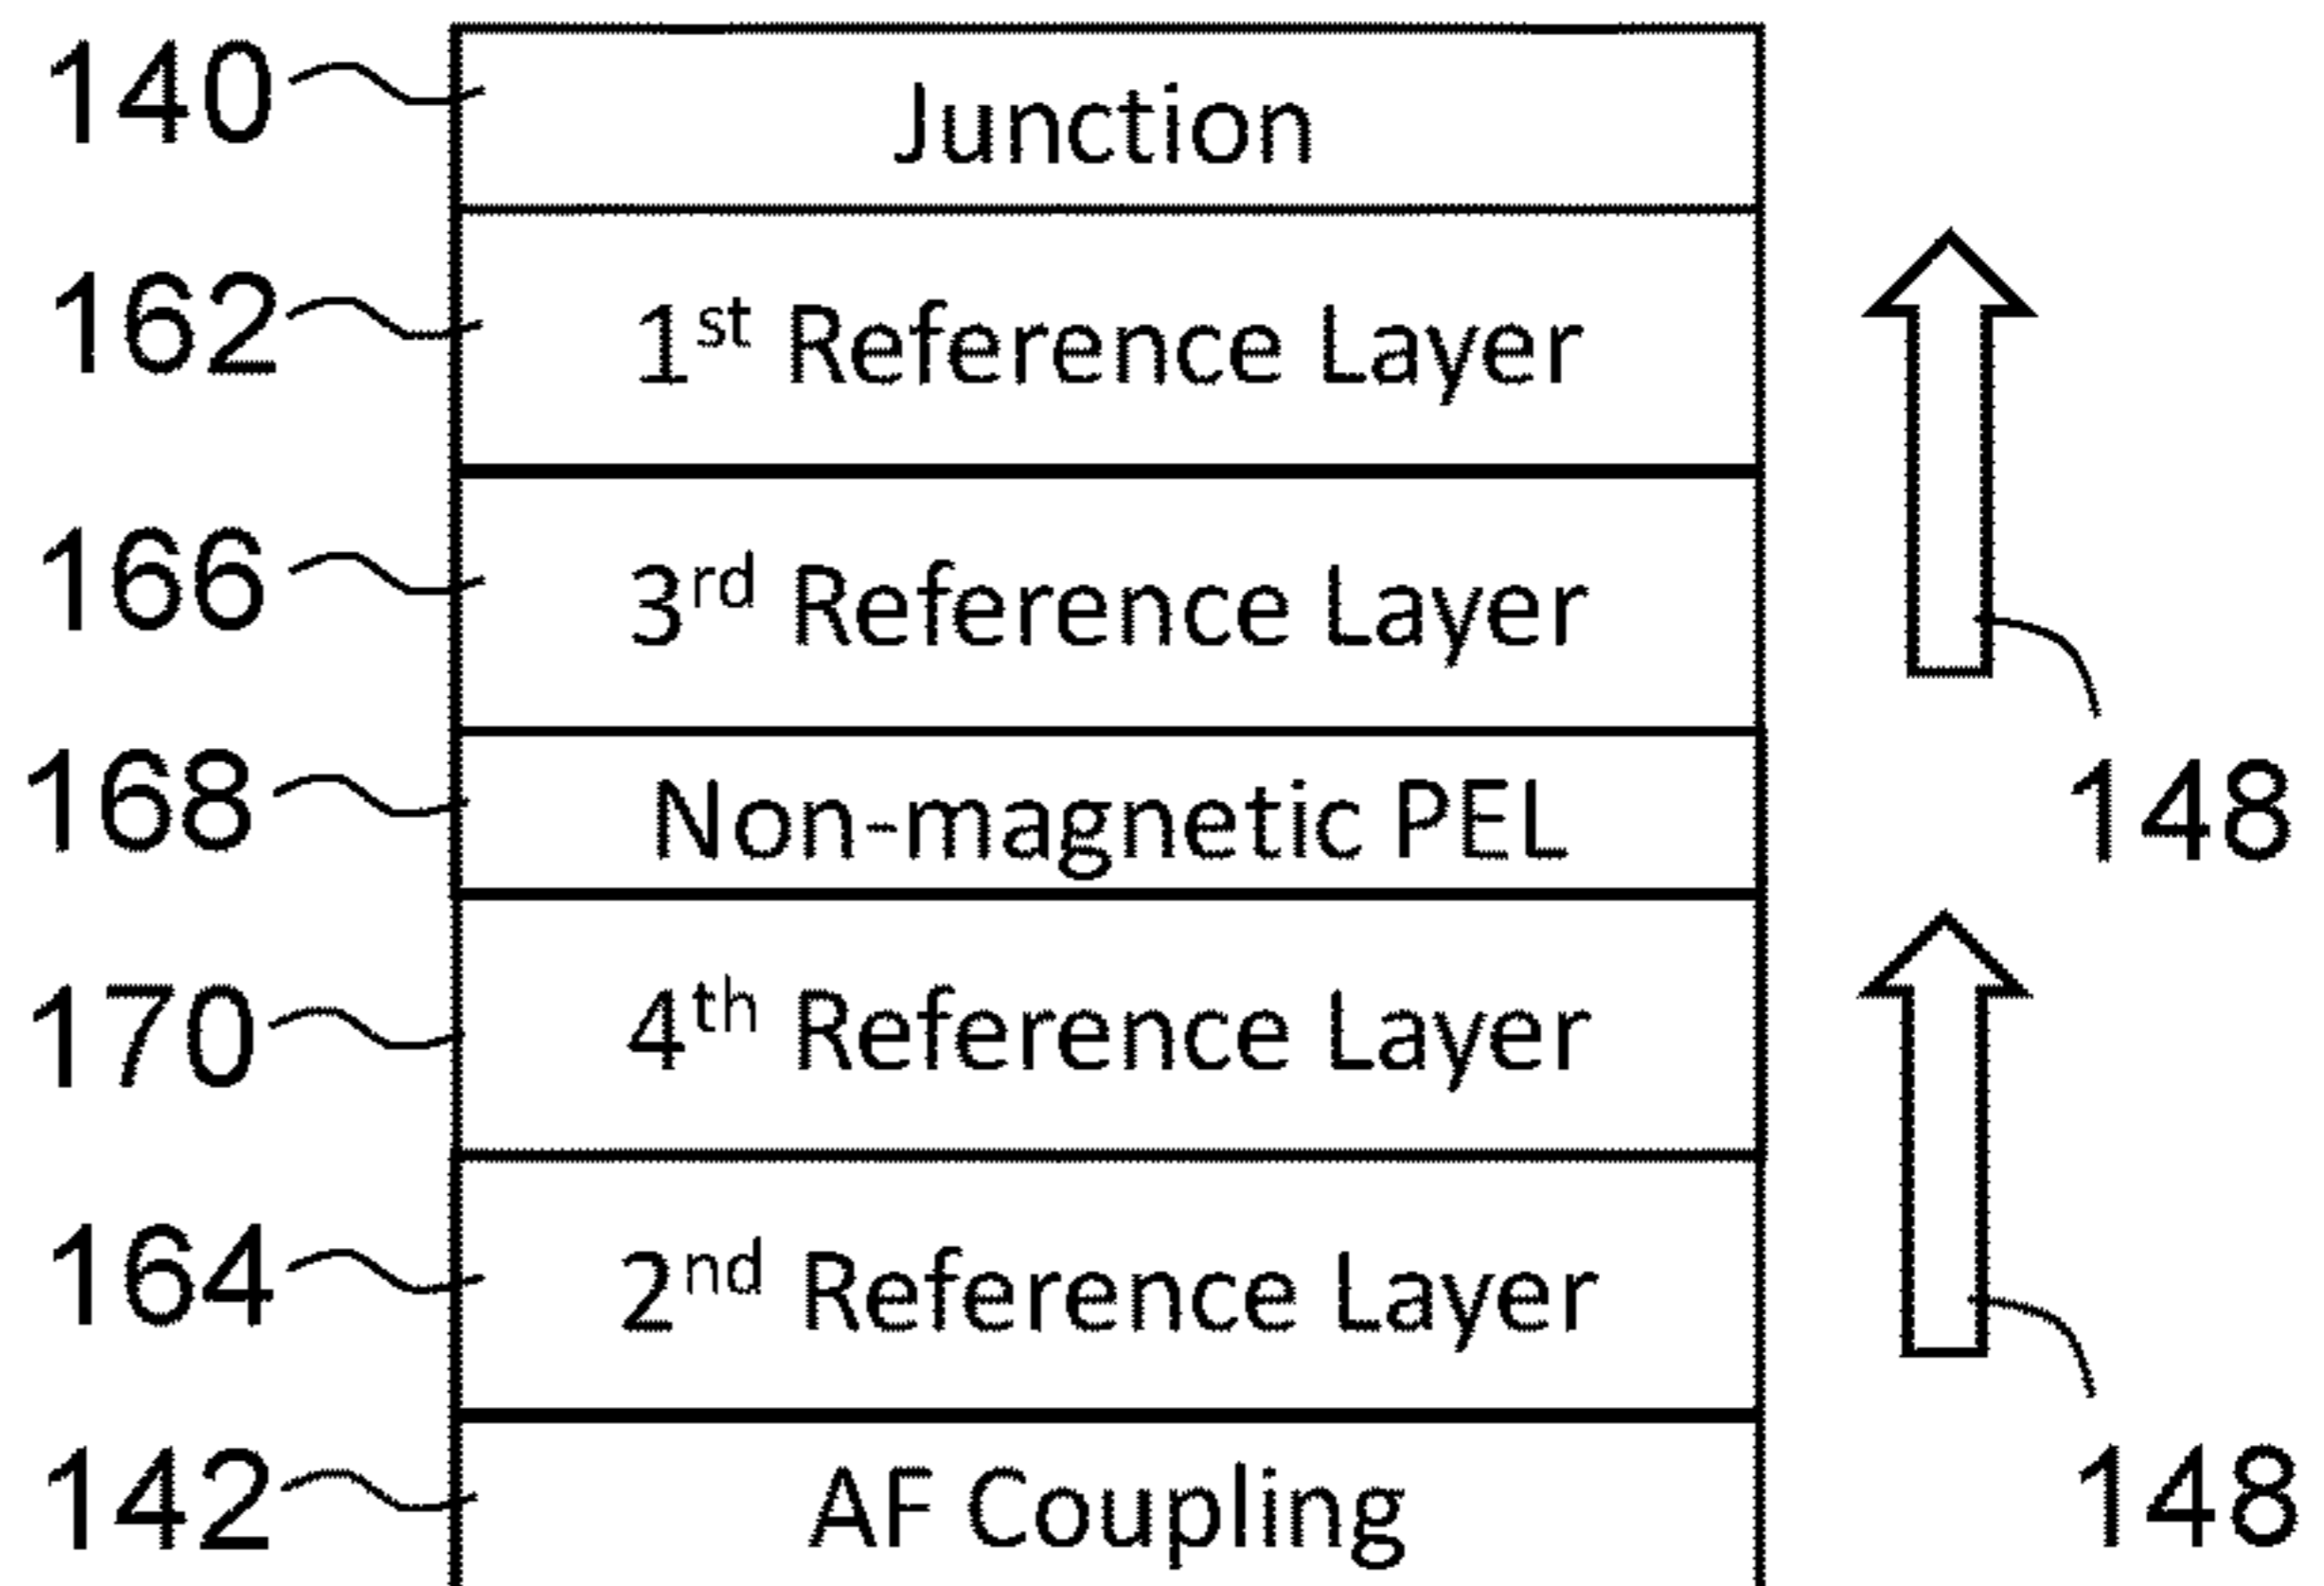 140 Junction
162 1st Reference Layer
166 3rd Reference Layer
168 Non-magnetic PEL
148
170 4th Reference Layer
164 2nd Reference Layer
142 AF Coupling
148